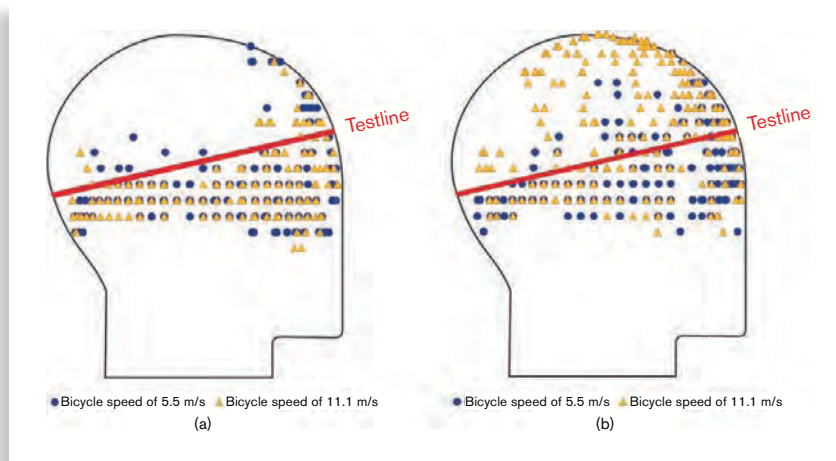 Testline
Testline
Bicycle speed of 5.5 m/s Bicycle speed of 11.1 m/s
(a)
Bicycle speed of 5.5 m/s Bicycle speed of 11.1 m/s
(b)